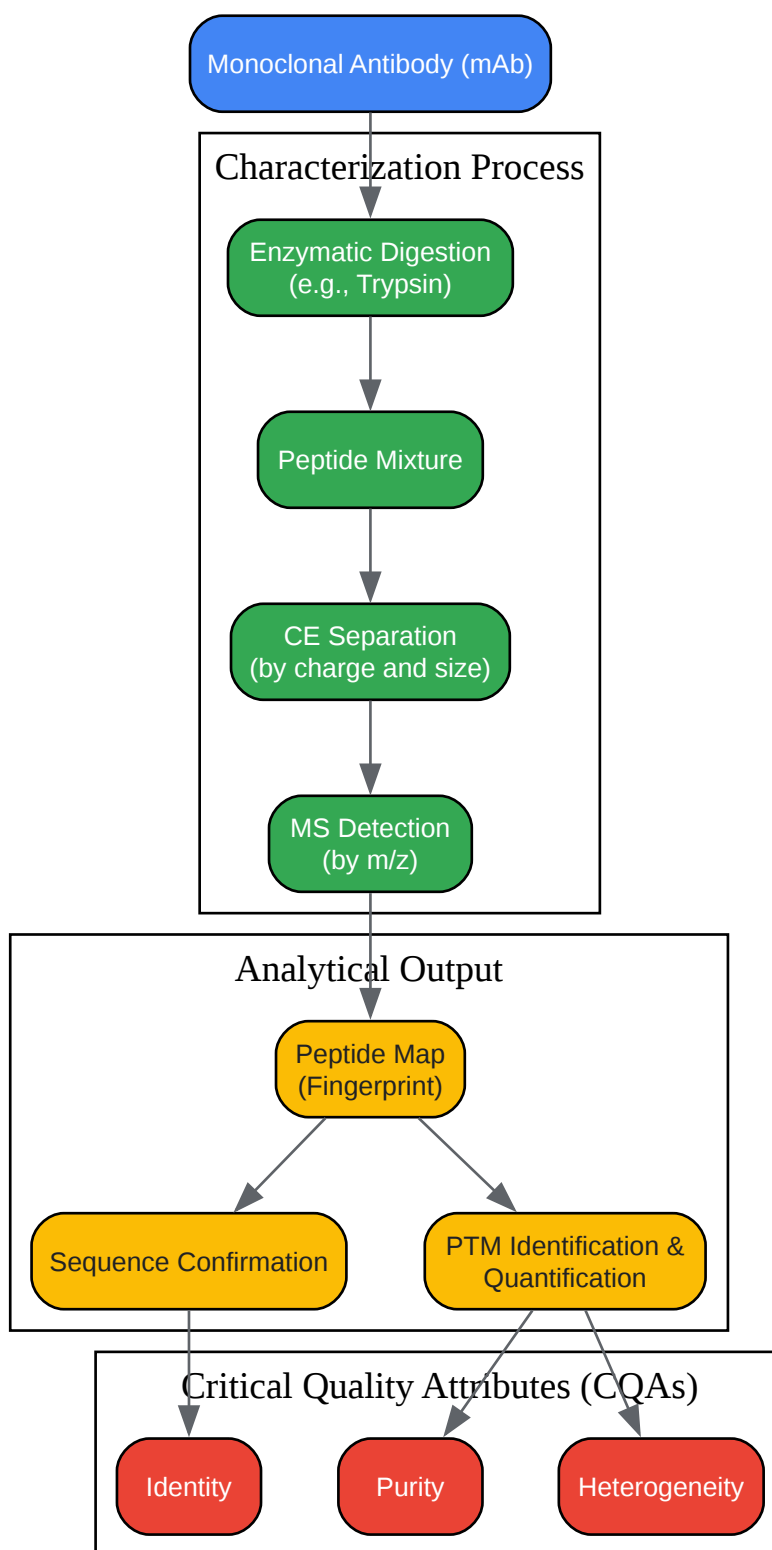 Monoclonal Antibody (mAb)
Characterization Process
Enzymatic Digestion
(e.g., Trypsin)
Peptide Mixture
CE Separation
(by charge and size)
MS Detection
(by m/z)
Analytical Output
Peptide Map
(Fingerprint)
Sequence Confirmation
PTM Identification &
Quantification
Critical Quality Attributes (CQAs)
Identity
Purity
Heterogeneity